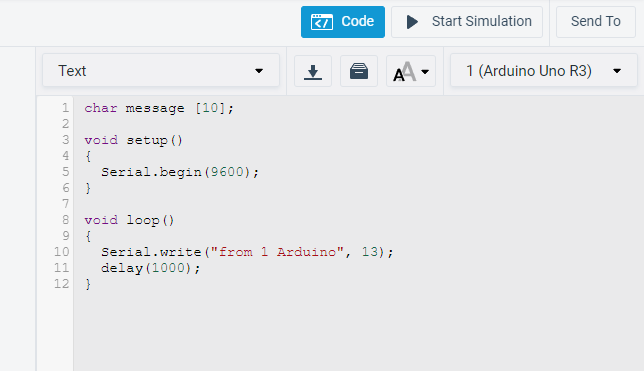 Code Start Simulation Send To
Text 1 (Arduino Uno R3)
1 char message [10];
2
3 void setup()
4 {
5   Serial.begin(9600);
6 }
7
8 void loop()
9 {
10   Serial.write("from 1 Arduino", 13);
11   delay(1000);
12 }